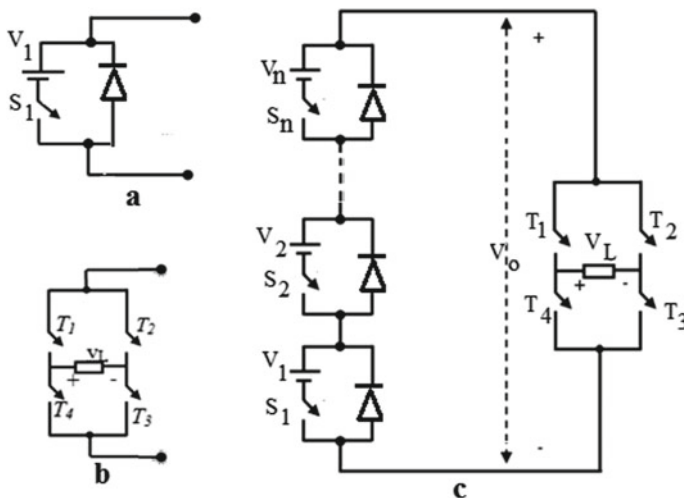 V1
S1
a
T1 T2
vL
+ -
T4 T3
b
Vn
Sn
V2
S2
V1
S1
+
Vo
-
T1 T2
VL
+ -
T4 T3
c